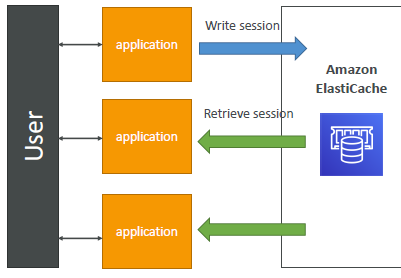 User
application
Write session
Amazon
ElastiCache
application
Retrieve session
application